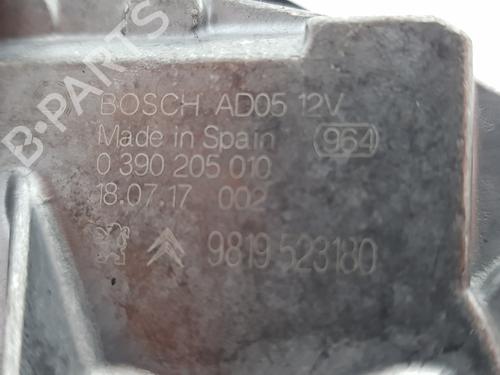 B-PARTS
BOSCH AD05 12V
Made in Spain 964
0 390 205 010
18.07.17 002
9819 523180